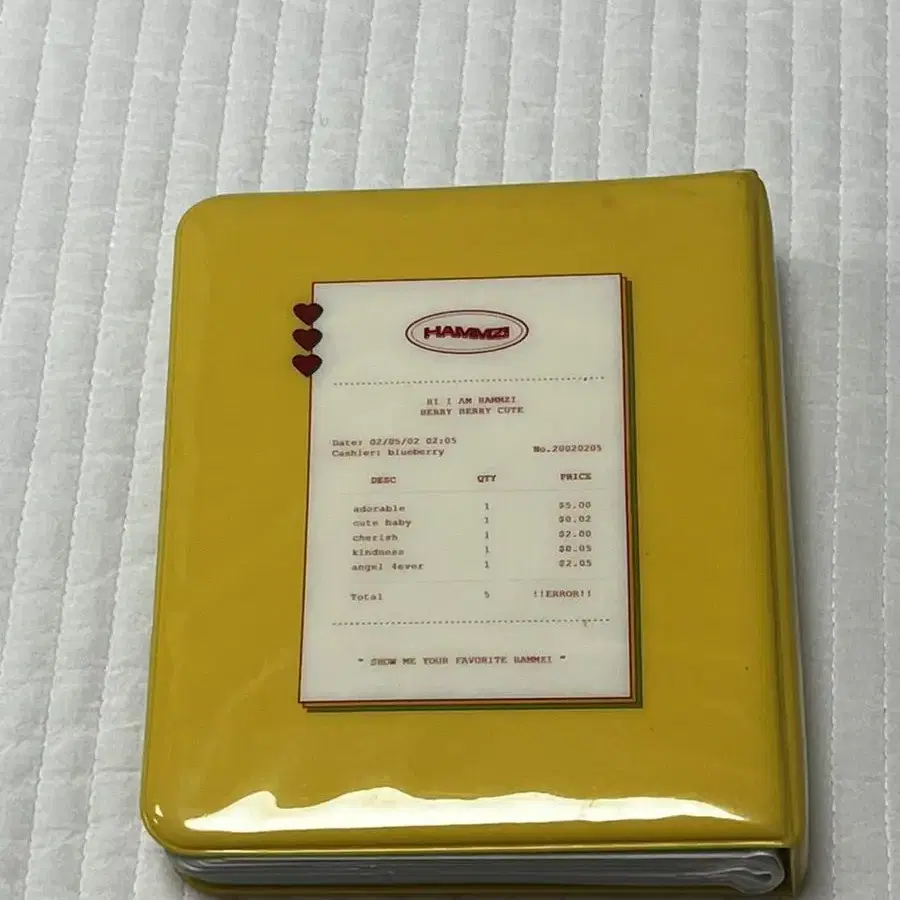 HAMMZI
HI I AM HAMMZI
BERRY BERRY CUTE
Date: 02/05/02 02:05
Cashier: blueberry No.20020205
DESC QTY PRICE
adorable 1 $5.00
cute baby 1 $0.02
cherish 1 $2.00
kindness 1 $0.05
angel 4ever 1 $2.05
Total 5 !!ERROR!!
" SHOW ME YOUR FAVORITE HAMMZI "